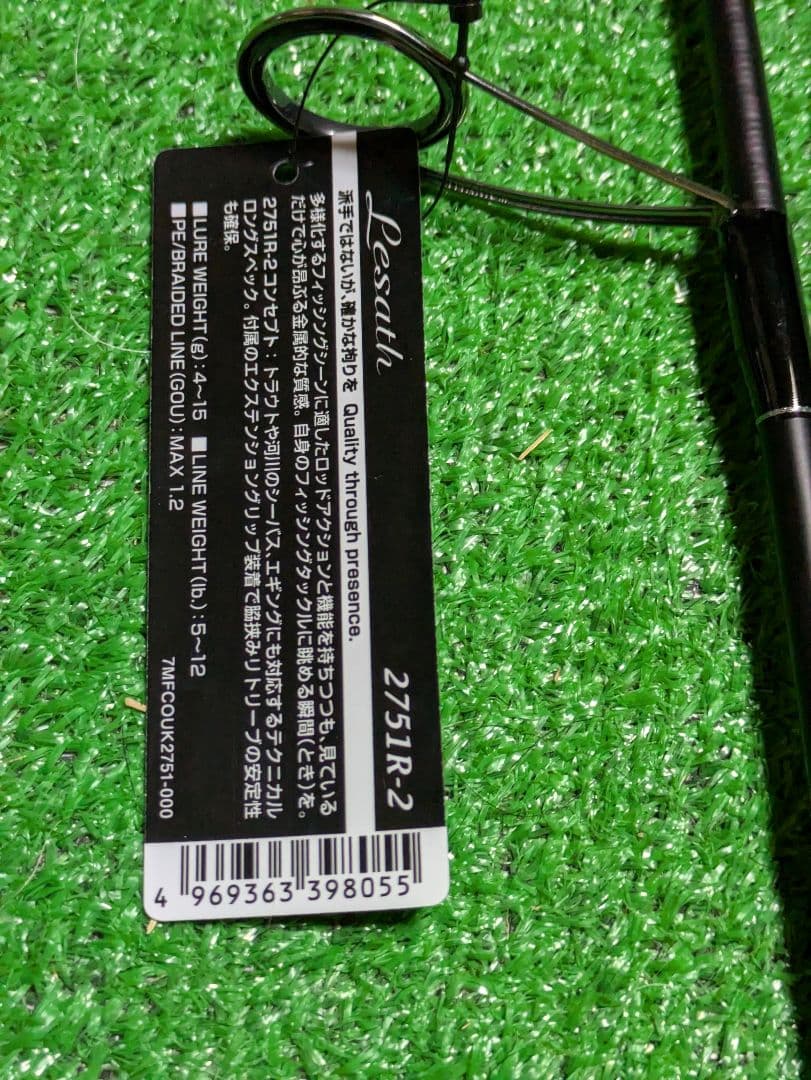 Lesath 2751R-2
派手ではないが、確かな拘りを Quality through presence.
多様化するフィッシングシーンに適したロッドアクションと機能を持ちつつも、見ている
だけで心が昂ぶる金属的な質感。自身のフィッシングタックルに眺める瞬間(とき)を。
2751R-2コンセプト:トラウトや河川のシーバス、エギングにも対応するテクニカル
ロングスペック。付属のエクステンショングリップ装着で脇挟みリトリーブの安定性
も確保。
■LURE WEIGHT(g):4~15 ■LINE WEIGHT(lb.):5~12
■PE/BRAIDED LINE(GOU):MAX 1.2
7MFCOUK2751-000
4 969363 398055